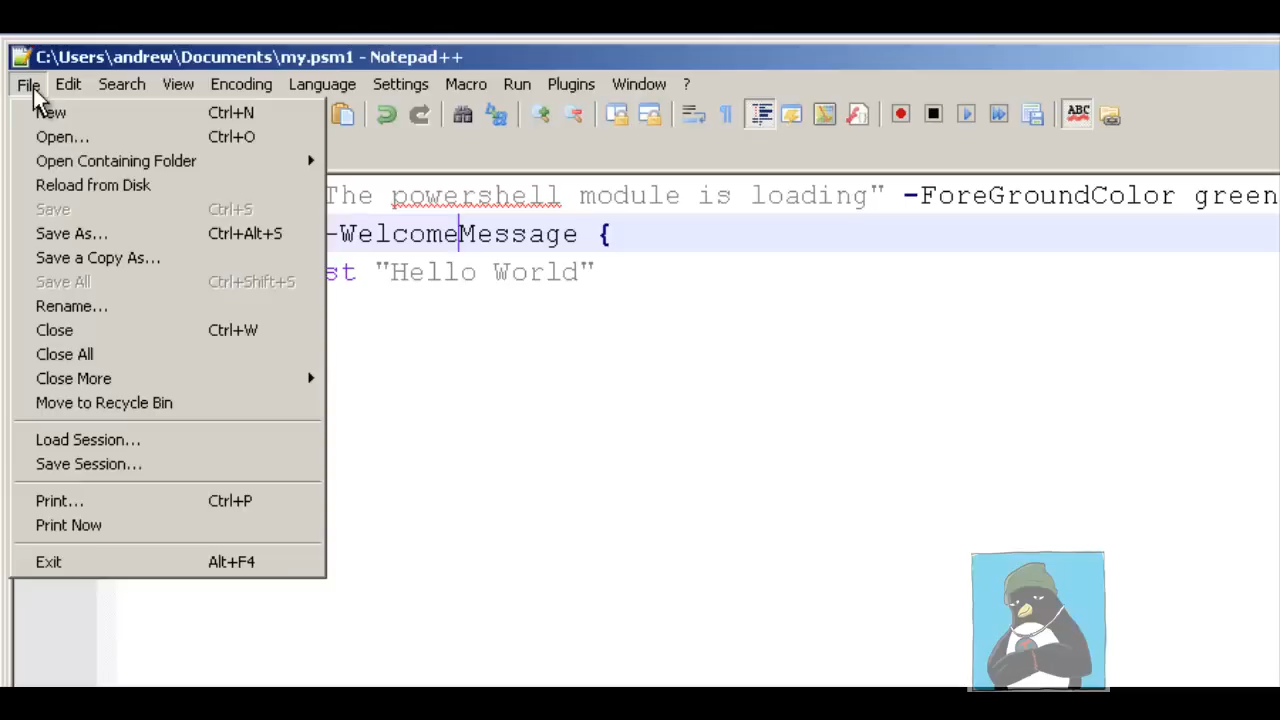 C:\Users\andrew\Documents\my.psm1 - Notepad++
File Edit Search View Encoding Language Settings Macro Run Plugins Window ?
New Ctrl+N
Open... Ctrl+O
Open Containing Folder
Reload from Disk
Save Ctrl+S
Save As... Ctrl+Alt+S
Save a Copy As...
Save All Ctrl+Shift+S
Rename...
Close Ctrl+W
Close All
Close More
Move to Recycle Bin
Load Session...
Save Session...
Print... Ctrl+P
Print Now
Exit Alt+F4
ABC
The powershell module is loading" -ForeGroundColor green
-WelcomeMessage {
st "Hello World"